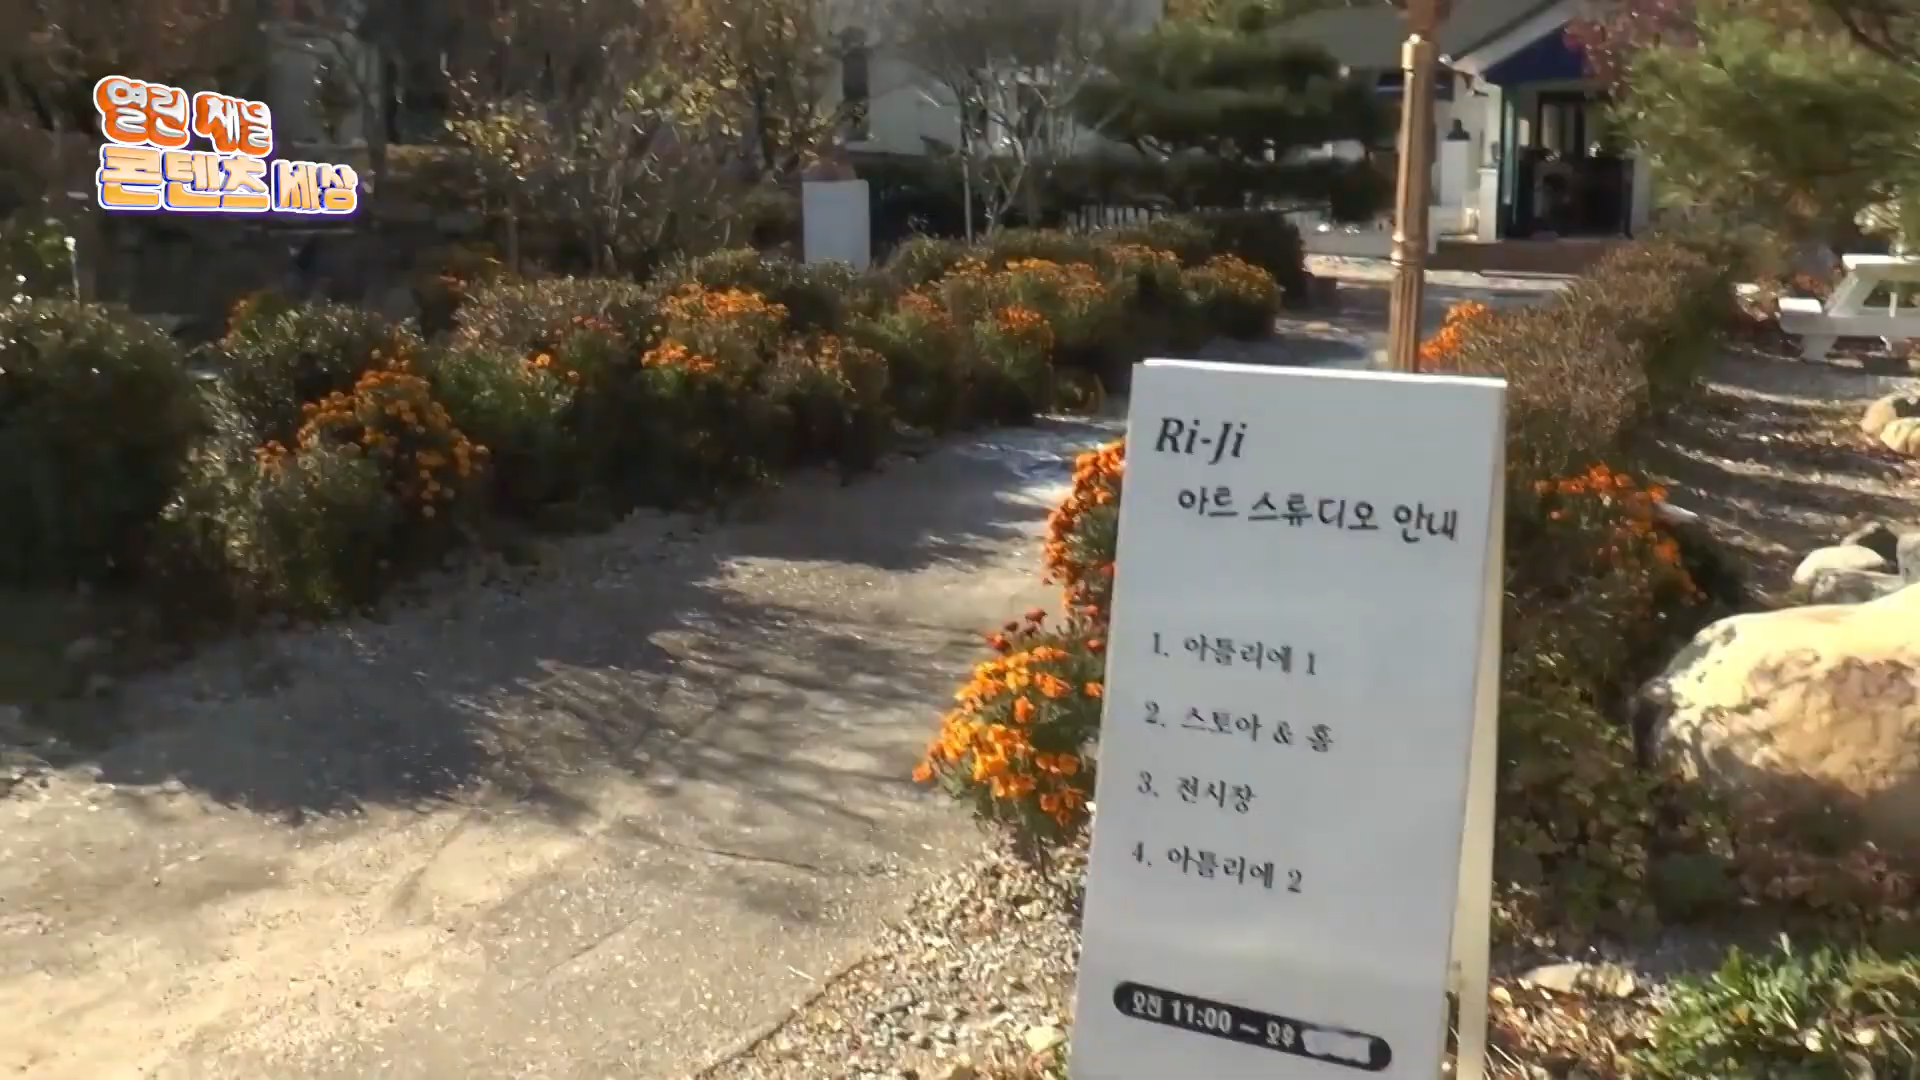 열린 채널
콘텐츠 세상
Ri-Ji
아르 스튜디오 안내
1. 아틀리에 1
2. 스토아 & 홀
3. 전시장
4. 아틀리에 2
오전 11:00 ~ 오후